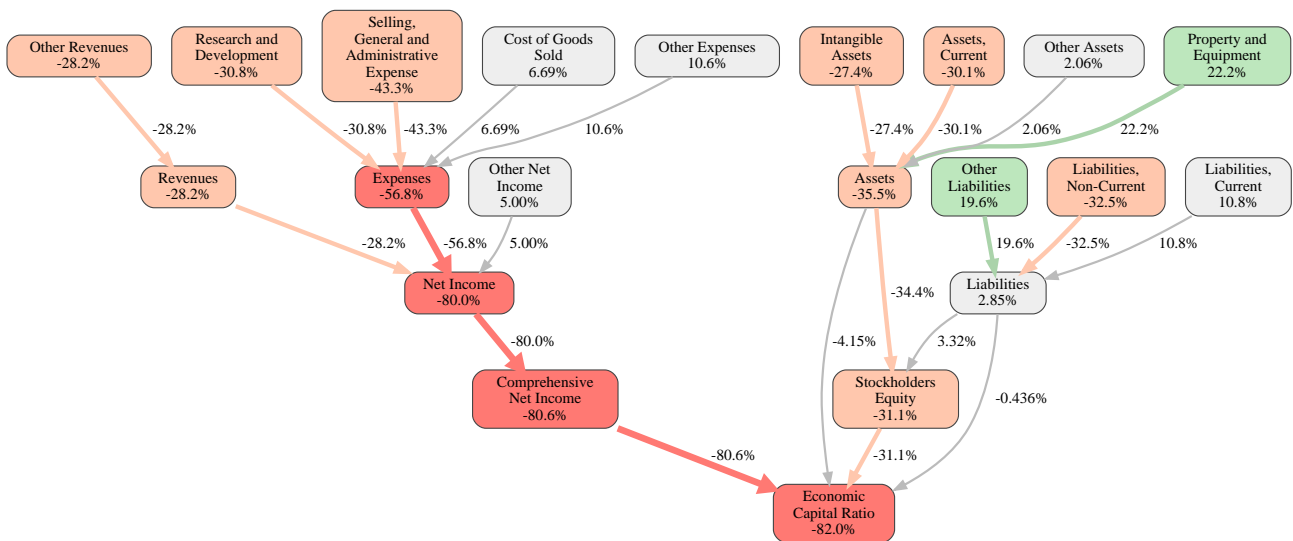 Other Revenues
-28.2%
Research and
Development
-30.8%
Selling,
General and
Administrative
Expense
-43.3%
Cost of Goods
Sold
6.69%
Other Expenses
10.6%
Intangible
Assets
-27.4%
Assets,
Current
-30.1%
Other Assets
2.06%
Property and
Equipment
22.2%
-28.2%
-30.8%
-43.3%
6.69%
10.6%
-27.4%
-30.1%
2.06%
22.2%
Revenues
-28.2%
Expenses
-56.8%
Other Net
Income
5.00%
Assets
-35.5%
Other
Liabilities
19.6%
Liabilities,
Non-Current
-32.5%
Liabilities,
Current
10.8%
-28.2%
-56.8%
5.00%
19.6%
-32.5%
10.8%
Net Income
-80.0%
Liabilities
2.85%
-34.4%
-80.0%
-4.15%
3.32%
Comprehensive
Net Income
-80.6%
Stockholders
Equity
-31.1%
-0.436%
-80.6%
-31.1%
Economic
Capital Ratio
-82.0%